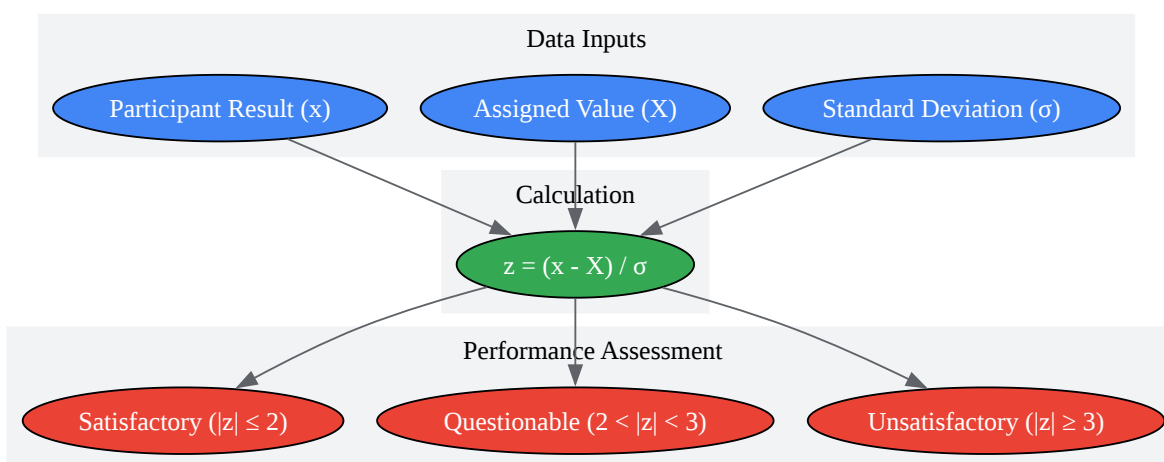 Data Inputs
Participant Result (x)
Assigned Value (X)
Standard Deviation (σ)
Calculation
z = (x - X) / σ
Performance Assessment
Satisfactory (|z| ≤ 2)
Questionable (2 < |z| < 3)
Unsatisfactory (|z| ≥ 3)